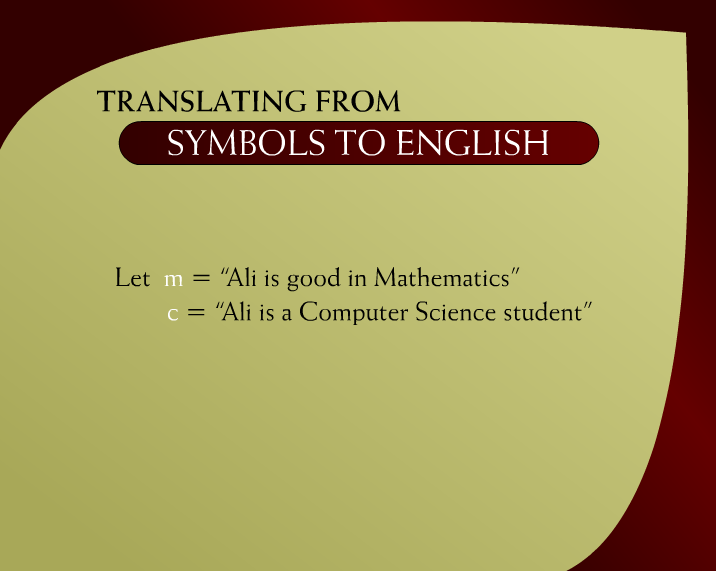 TRANSLATING FROM
SYMBOLS TO ENGLISH
Let m = “Ali is good in Mathematics”
c = “Ali is a Computer Science student”